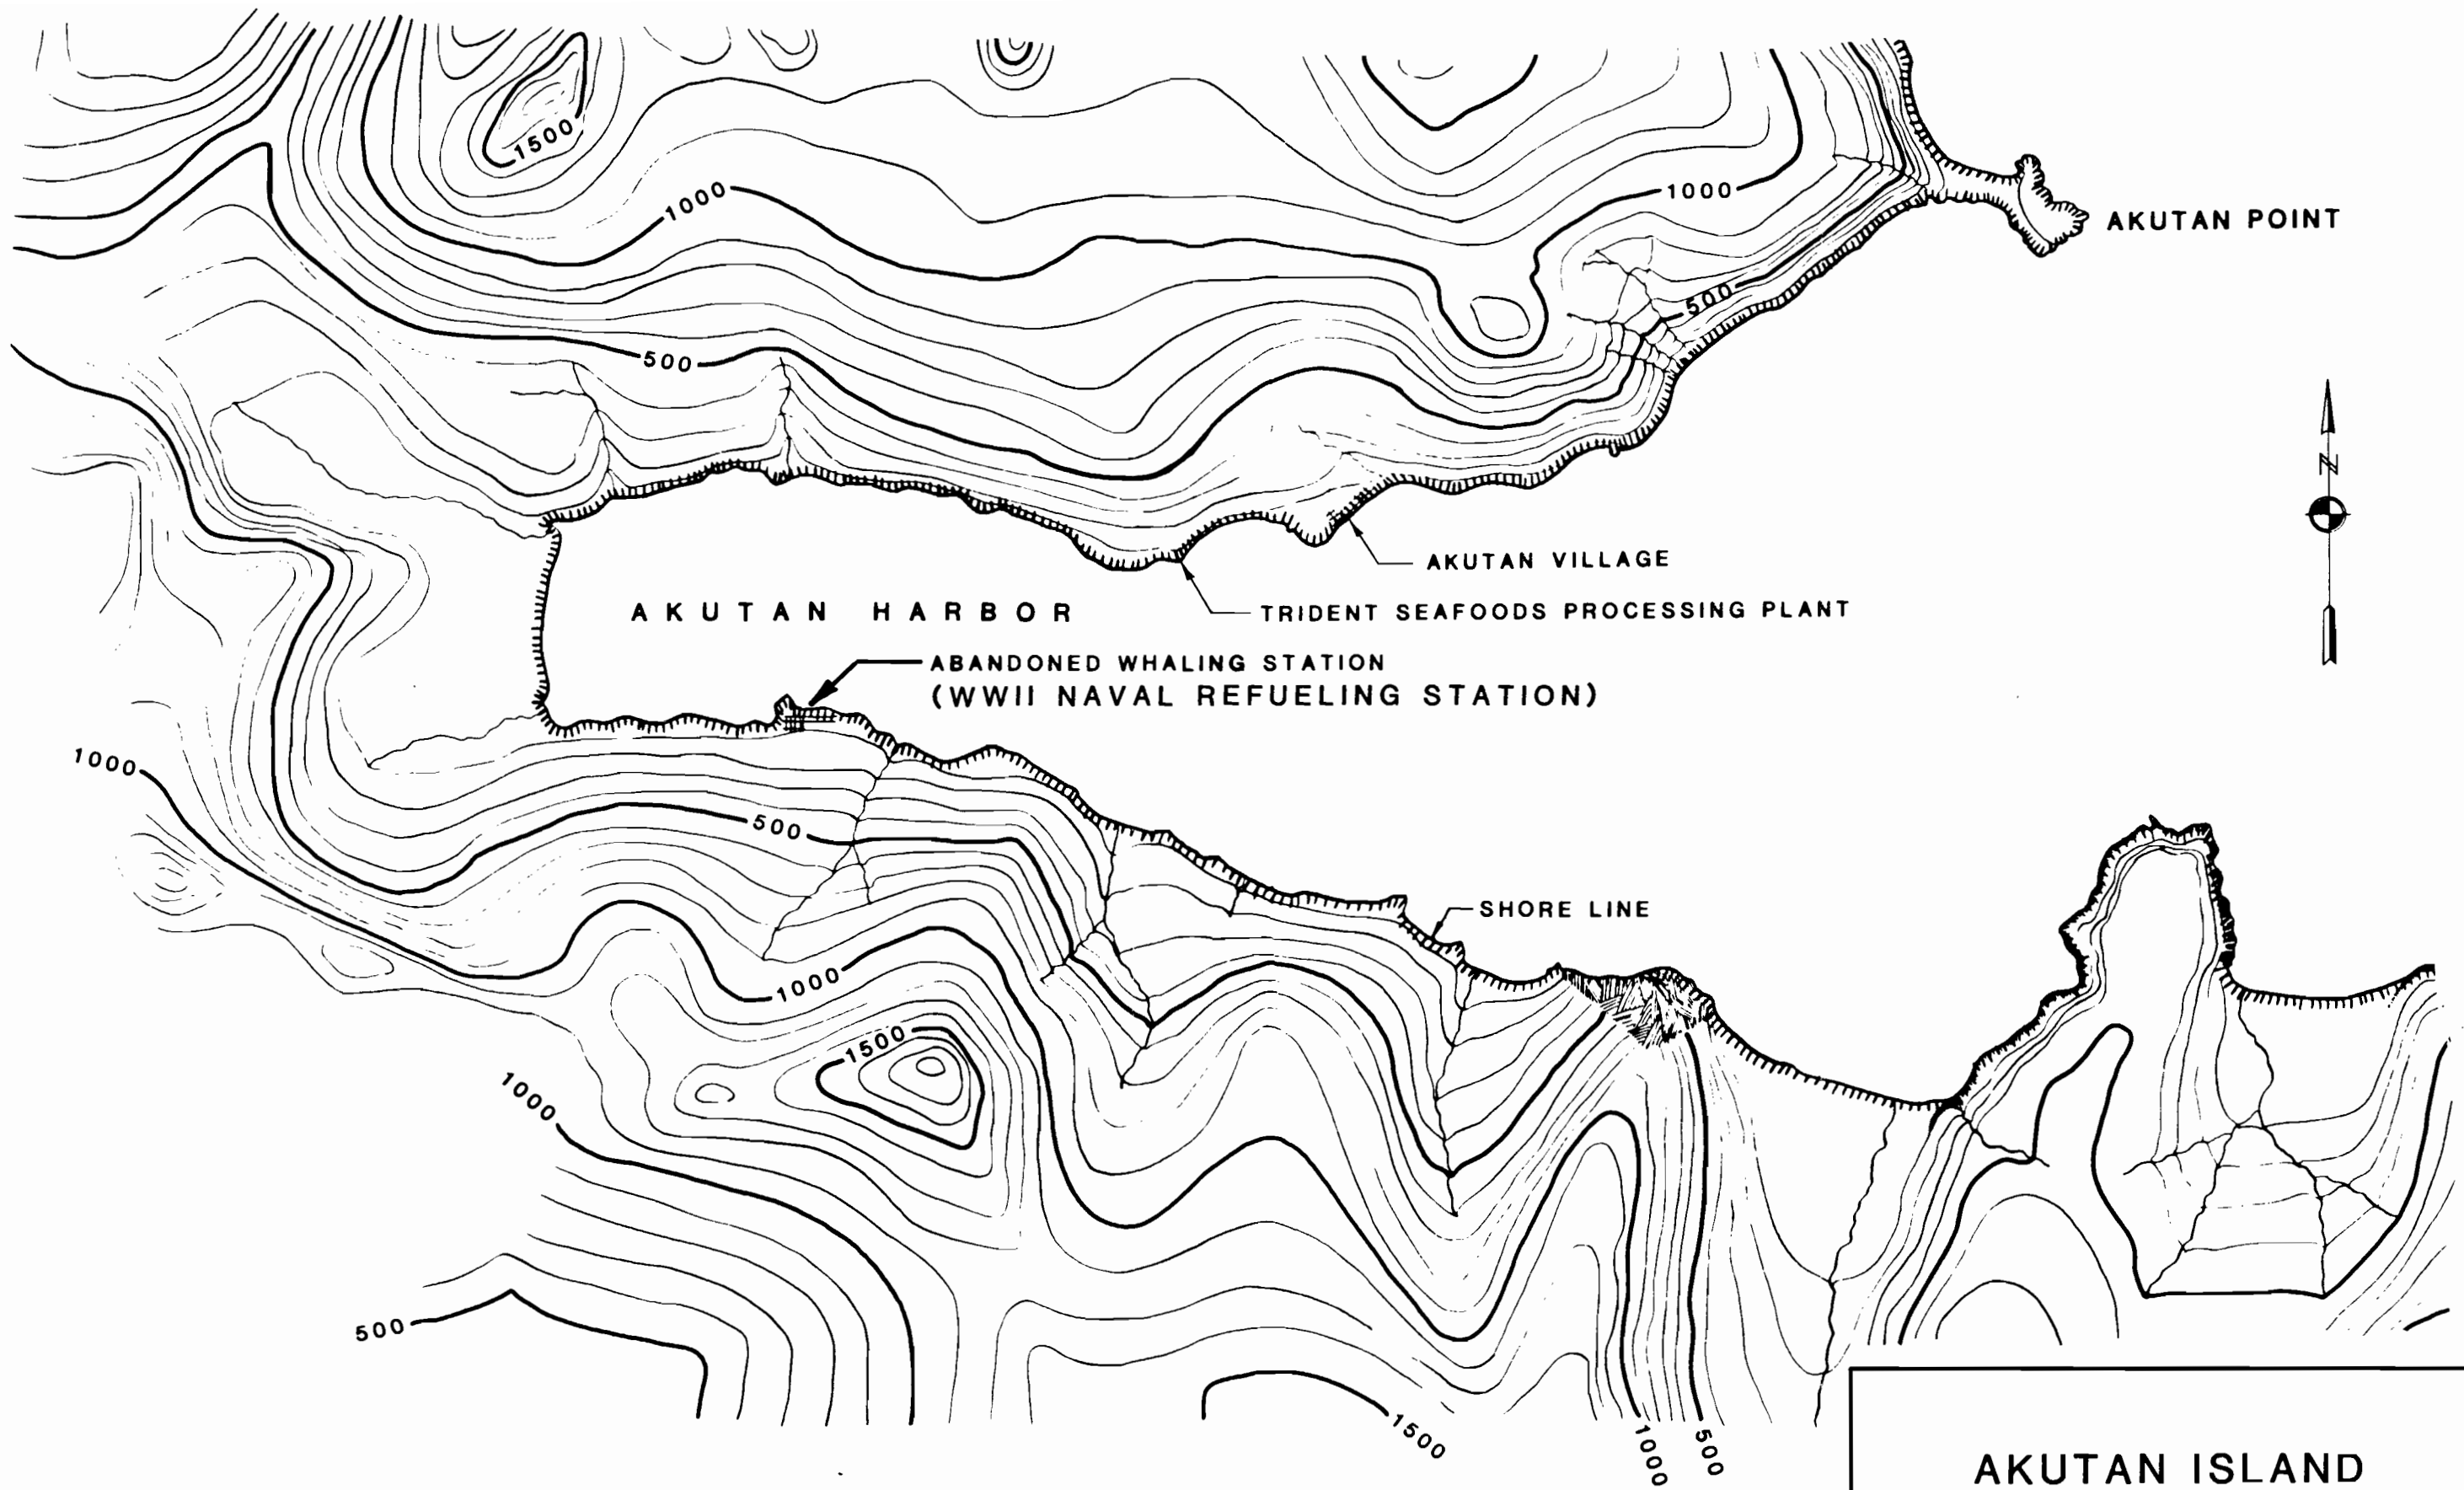 1500
1000
1000
AKUTAN POINT
500
500
N
AKUTAN VILLAGE
AKUTAN HARBOR
TRIDENT SEAFOODS PROCESSING PLANT
ABANDONED WHALING STATION
(WWII NAVAL REFUELING STATION)
1000
500
SHORE LINE
1000
1500
1000
500
1500
1000
500
AKUTAN ISLAND